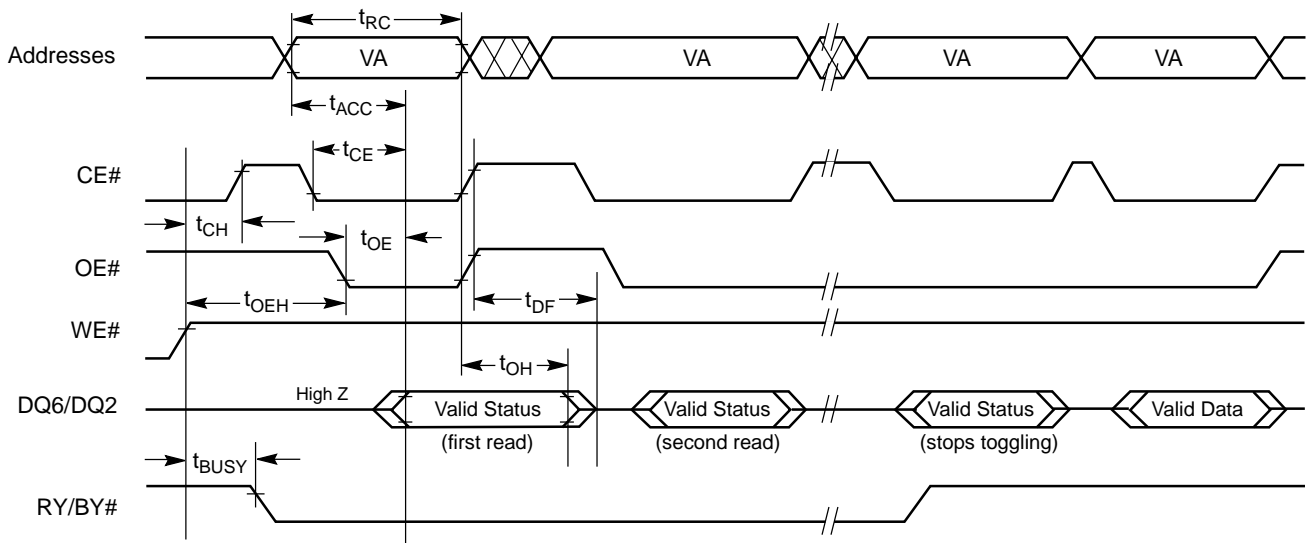 tRC
Addresses VA VA VA VA
tACC
tCE
CE#
tCH
tOE
OE#
tOEH
tDF
WE#
tOH
High Z
DQ6/DQ2 Valid Status Valid Status Valid Status Valid Data
(first read) (second read) (stops toggling)
tBUSY
RY/BY#